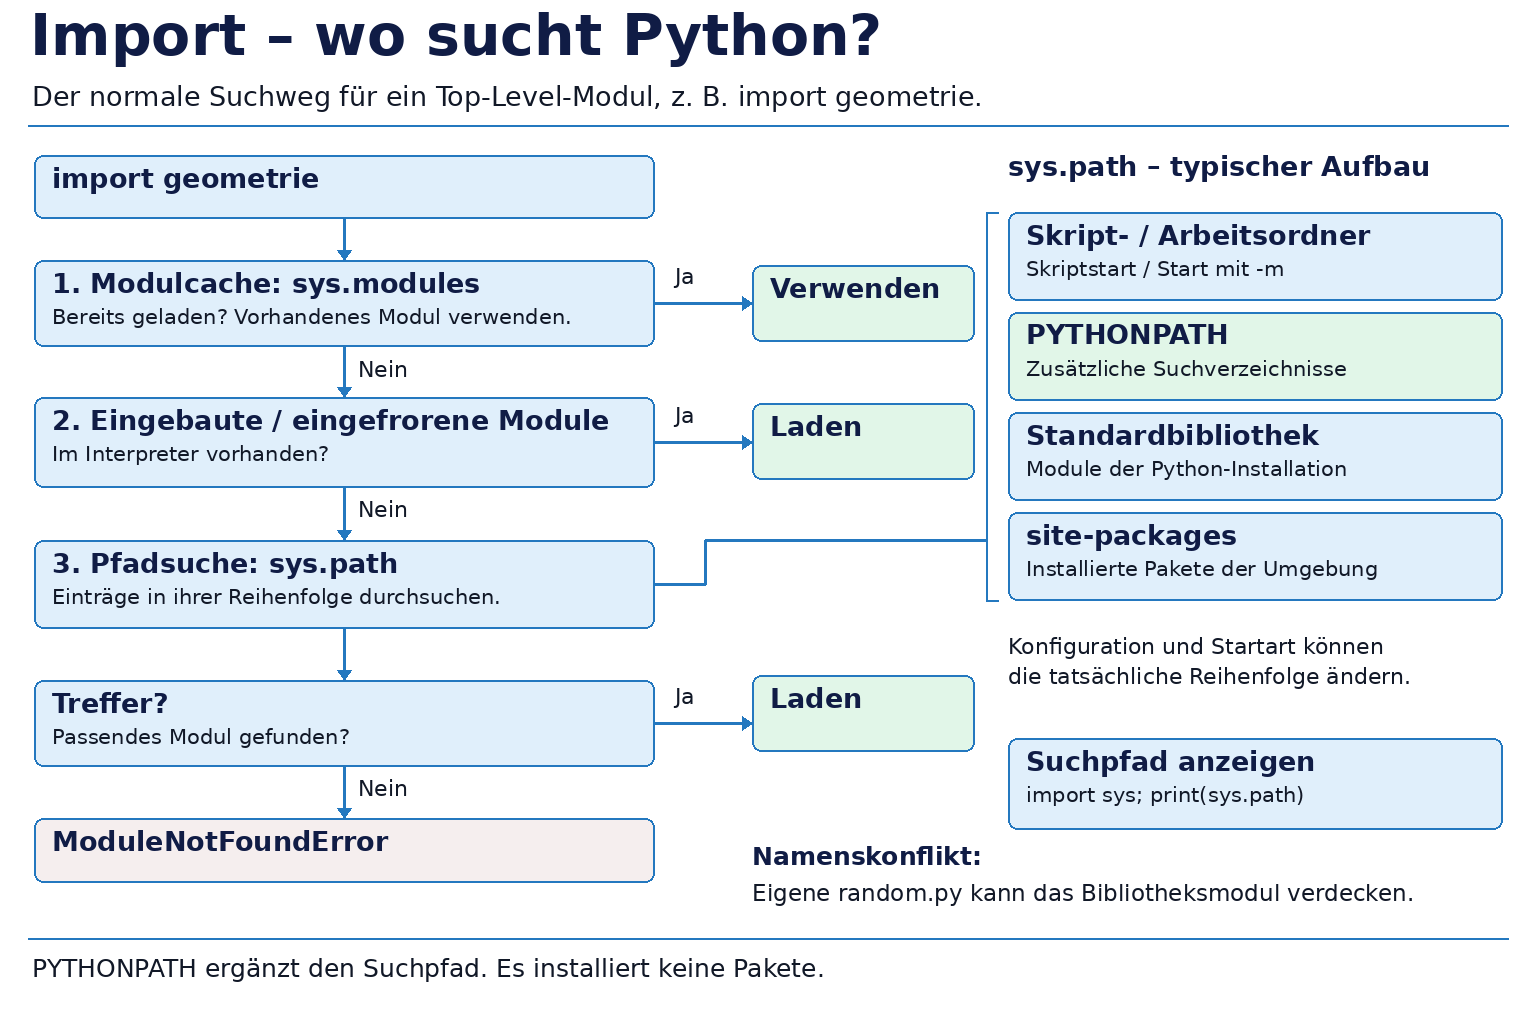 Import – wo sucht Python?
Der normale Suchweg für ein Top-Level-Modul, z. B. import geometrie.
import geometrie
1. Modulcache: sys.modules
Bereits geladen? Vorhandenes Modul verwenden.
Ja
Verwenden
Nein
2. Eingebaute / eingefrorene Module
Im Interpreter vorhanden?
Ja
Laden
Nein
3. Pfadsuche: sys.path
Einträge in ihrer Reihenfolge durchsuchen.
Treffer?
Passendes Modul gefunden?
Ja
Laden
Nein
ModuleNotFoundError
sys.path – typischer Aufbau
Skript- / Arbeitsordner
Skriptstart / Start mit -m
PYTHONPATH
Zusätzliche Suchverzeichnisse
Standardbibliothek
Module der Python-Installation
site-packages
Installierte Pakete der Umgebung
Konfiguration und Startart können
die tatsächliche Reihenfolge ändern.
Suchpfad anzeigen
import sys; print(sys.path)
Namenskonflikt:
Eigene random.py kann das Bibliotheksmodul verdecken.
PYTHONPATH ergänzt den Suchpfad. Es installiert keine Pakete.